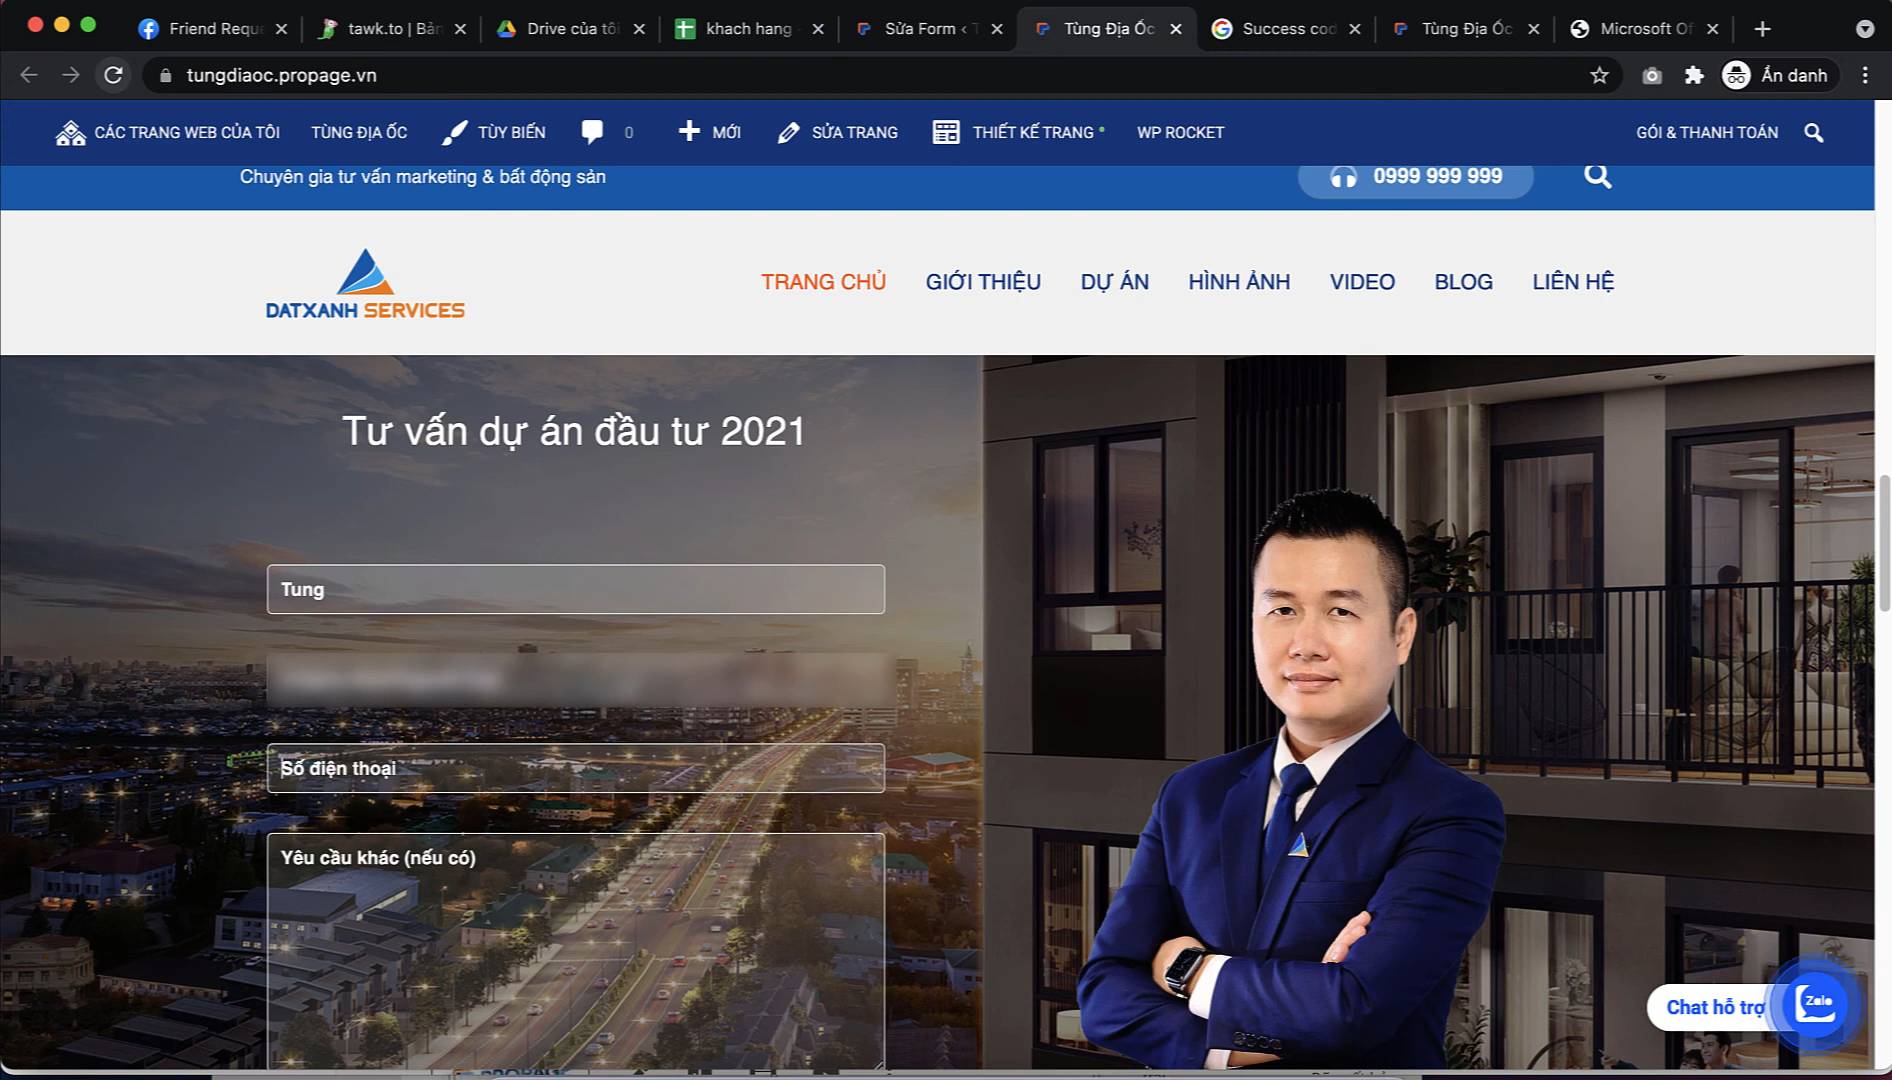 Friend Reque
tawk.to | Bản
Drive của tôi
khach hang -
Sửa Form ‹ T
Tùng Địa Ốc
Success cod
Tùng Địa Ốc
Microsoft Of
tungdiaoc.propage.vn
Ẩn danh
CÁC TRANG WEB CỦA TÔI
TÙNG ĐỊA ỐC
TÙY BIẾN
0
MỚI
SỬA TRANG
THIẾT KẾ TRANG
WP ROCKET
GÓI & THANH TOÁN
Chuyên gia tư vấn marketing & bất động sản
0999 999 999
DATXANH SERVICES
TRANG CHỦ
GIỚI THIỆU
DỰ ÁN
HÌNH ẢNH
VIDEO
BLOG
LIÊN HỆ
Tư vấn dự án đầu tư 2021
Tung
Số điện thoại
Yêu cầu khác (nếu có)
Chat hỗ trợ
Zalo